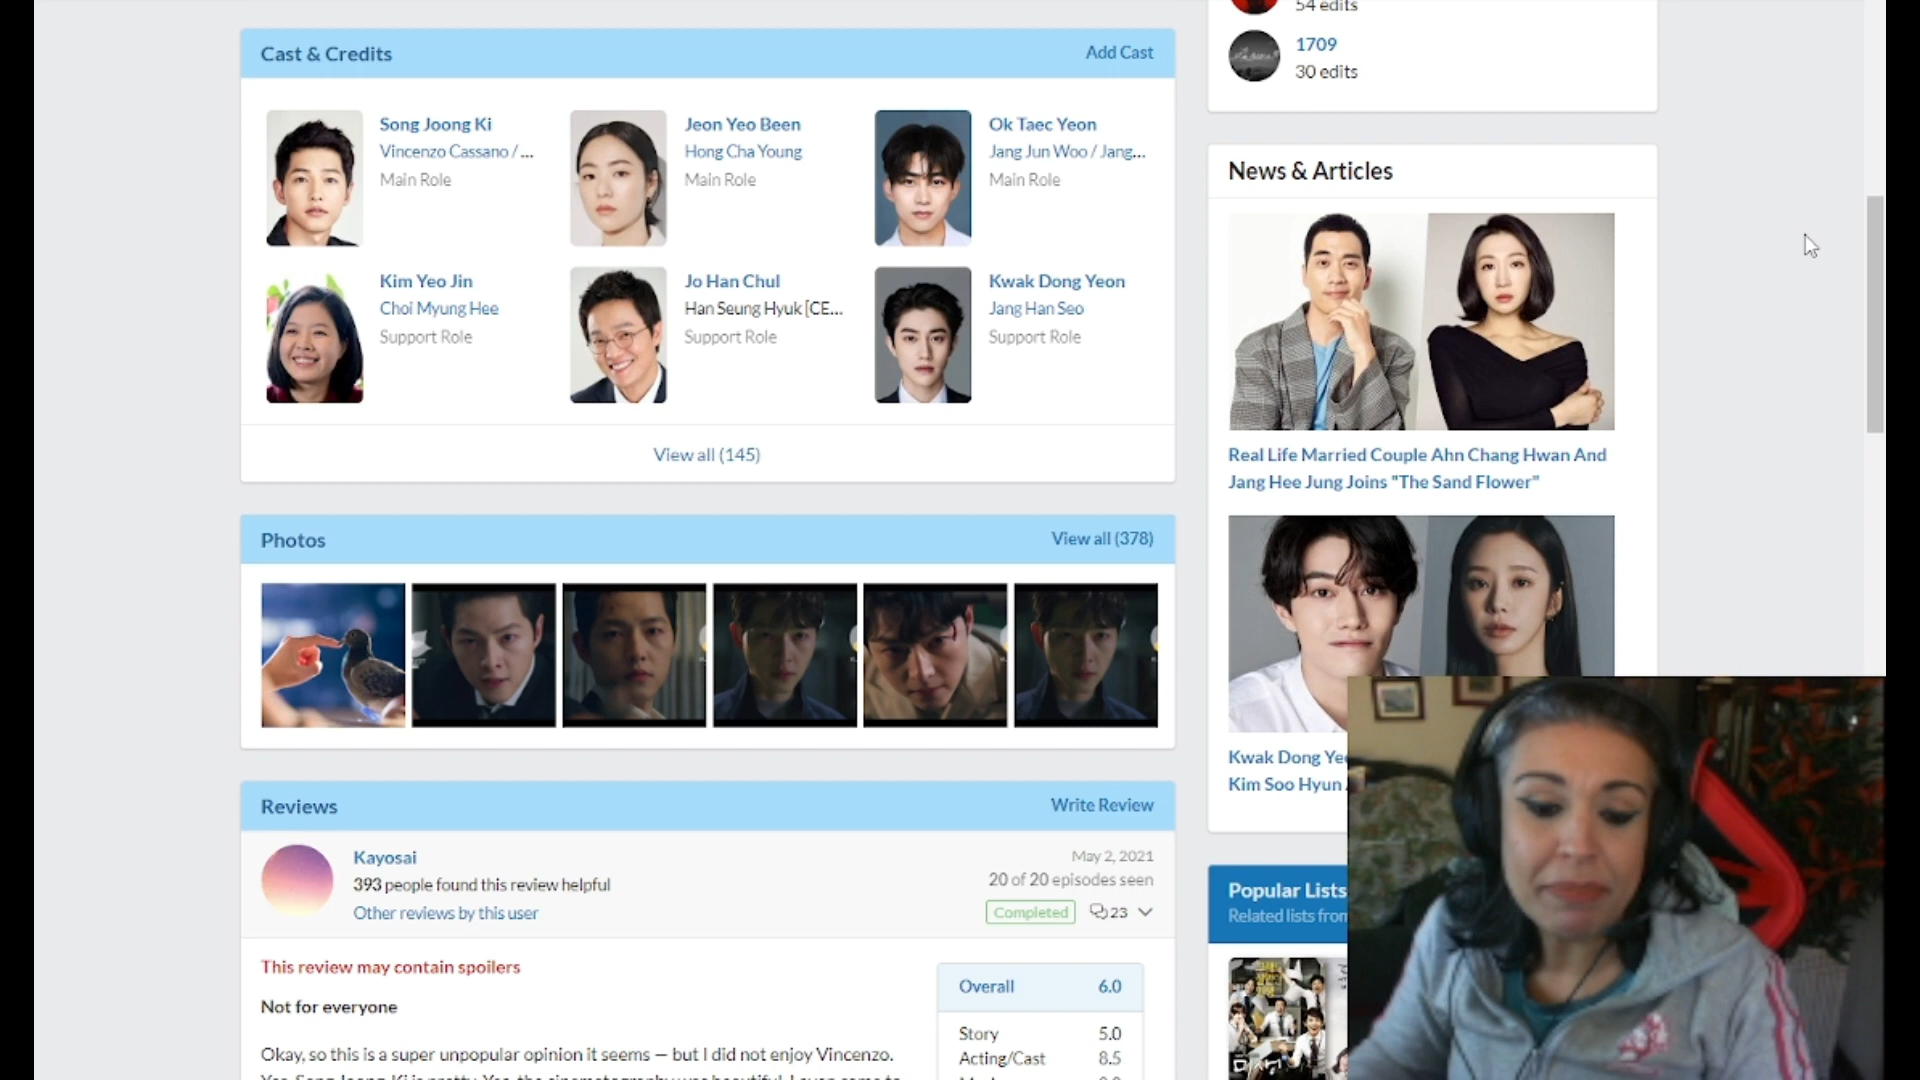 54 edits
1709
30 edits
Cast & Credits
Add Cast
Song Joong Ki
Vincenzo Cassano / ...
Main Role
Jeon Yeo Been
Hong Cha Young
Main Role
Ok Taec Yeon
Jang Jun Woo / Jang...
Main Role
Kim Yeo Jin
Choi Myung Hee
Support Role
Jo Han Chul
Han Seung Hyuk [CE...
Support Role
Kwak Dong Yeon
Jang Han Seo
Support Role
View all (145)
Photos
View all (378)
Reviews
Write Review
Kayosai
393 people found this review helpful
Other reviews by this user
May 2, 2021
20 of 20 episodes seen
Completed
23
This review may contain spoilers
Not for everyone
Okay, so this is a super unpopular opinion it seems — but I did not enjoy Vincenzo.
Overall 6.0
Story 5.0
Acting/Cast 8.5
News & Articles
Real Life Married Couple Ahn Chang Hwan And
Jang Hee Jung Joins "The Sand Flower"
Kwak Dong
Kim Soo Hyun
Popular Lists
Related lists from